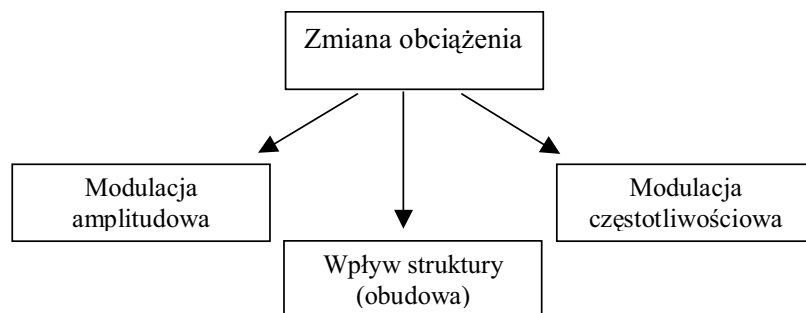 Zmiana obciążenia
Modulacja
amplitudowa
Wpływ struktury
(obudowa)
Modulacja
częstotliwościowa